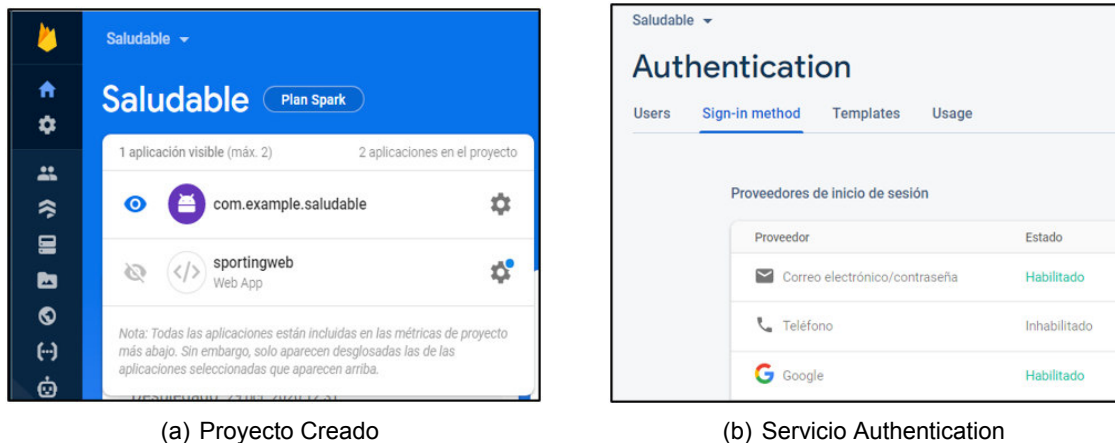 Saludable
Saludable Plan Spark
1 aplicación visible (máx. 2) 2 aplicaciones en el proyecto
com.example.saludable
sportingweb
Web App
Nota: Todas las aplicaciones están incluidas en las métricas de proyecto
más abajo. Sin embargo, solo aparecen desglosadas las de las
aplicaciones seleccionadas que aparecen arriba.
(a) Proyecto Creado
Saludable
Authentication
Users Sign-in method Templates Usage
Proveedores de inicio de sesión
Proveedor Estado
Correo electrónico/contraseña Habilitado
Teléfono Inhabilitado
Google Habilitado
(b) Servicio Authentication